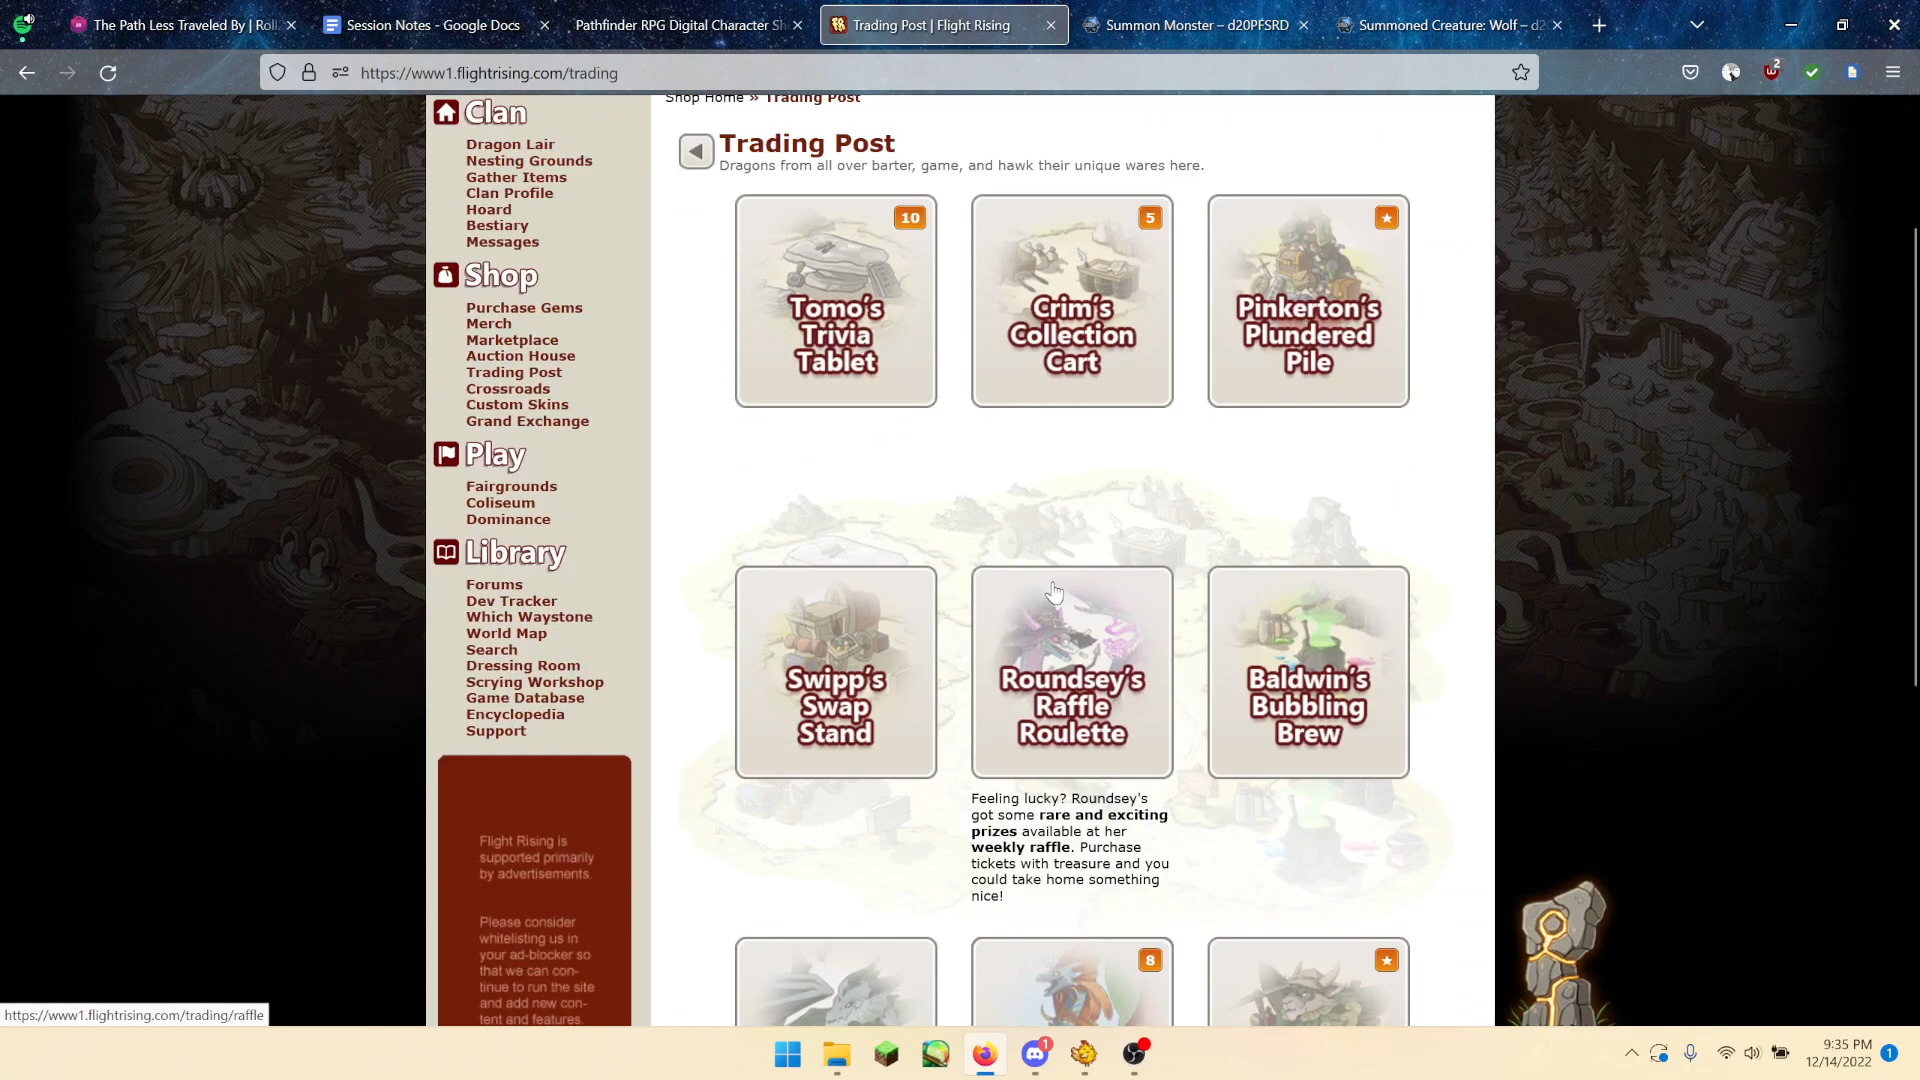 The Path Less Traveled By | Roll
Session Notes - Google Docs
Pathfinder RPG Digital Character Sh
Trading Post | Flight Rising
Summon Monster – d20PFSRD
Summoned Creature: Wolf – d2
https://www1.flightrising.com/trading
2
Clan
Dragon Lair
Nesting Grounds
Gather Items
Clan Profile
Hoard
Bestiary
Messages
Shop
Purchase Gems
Merch
Marketplace
Auction House
Trading Post
Crossroads
Custom Skins
Grand Exchange
Play
Fairgrounds
Coliseum
Dominance
Library
Forums
Dev Tracker
Which Waystone
World Map
Search
Dressing Room
Scrying Workshop
Game Database
Encyclopedia
Support
Flight Rising is
supported primarily
by advertisements.
Please consider
whitelisting us in
your ad-blocker so
that we can con-
tinue to run the site
and add new con-
tent and features.
Shop Home » Trading Post
Trading Post
Dragons from all over barter, game, and hawk their unique wares here.
10
Tomo's
Trivia
Tablet
5
Crim's
Collection
Cart
Pinkerton's
Plundered
Pile
Swipp's
Swap
Stand
Roundsey's
Raffle
Roulette
Baldwin's
Bubbling
Brew
Feeling lucky? Roundsey's
got some rare and exciting
prizes available at her
weekly raffle. Purchase
tickets with treasure and you
could take home something
nice!
8
https://www1.flightrising.com/trading/raffle
1
9:35 PM
12/14/2022
1